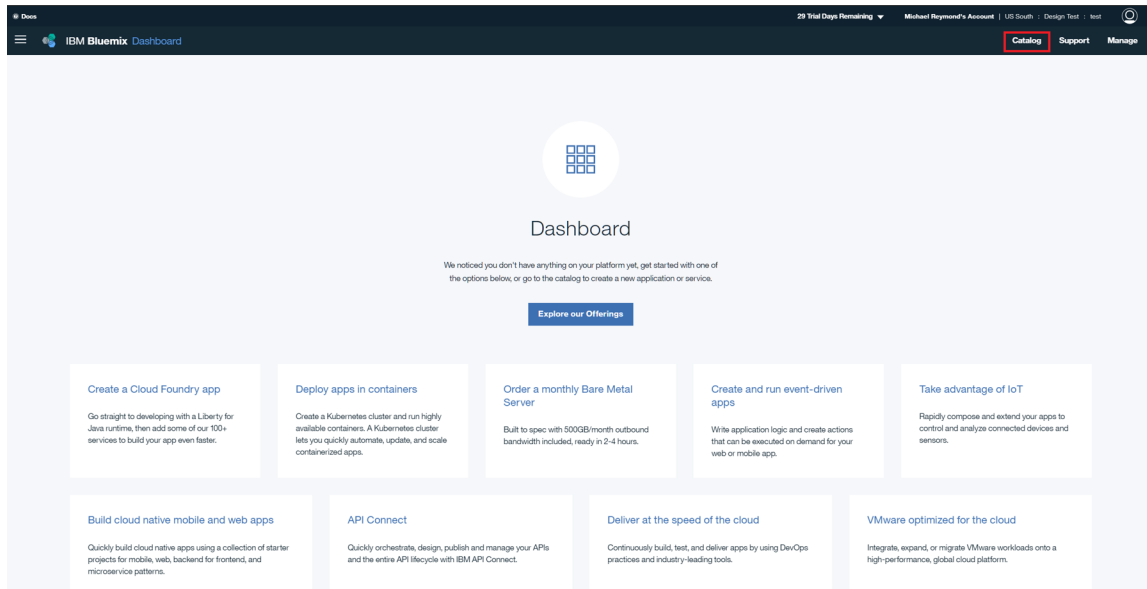 Docs
29 Trial Days Remaining
Michael Reymond's Account | US South : Design Test : test
IBM Bluemix Dashboard
Catalog
Support
Manage
Dashboard
We noticed you don't have anything on your platform yet, get started with one of
the options below, or go to the catalog to create a new application or service.
Explore our Offerings
Create a Cloud Foundry app
Go straight to developing with a Liberty for
Java runtime, then add some of our 100+
services to build your app even faster.
Deploy apps in containers
Create a Kubernetes cluster and run highly
available containers. A Kubernetes cluster
lets you quickly automate, update, and scale
containerized apps.
Order a monthly Bare Metal
Server
Built to spec with 500GB/month outbound
bandwidth included, ready in 2-4 hours.
Create and run event-driven
apps
Write application logic and create actions
that can be executed on demand for your
web or mobile app.
Take advantage of IoT
Rapidly compose and extend your apps to
control and analyze connected devices and
sensors.
Build cloud native mobile and web apps
Quickly build cloud native apps using a collection of starter
projects for mobile, web, backend for frontend, and
microservice patterns.
API Connect
Quickly orchestrate, design, publish and manage your APIs
and the entire API lifecycle with IBM API Connect.
Deliver at the speed of the cloud
Continuously build, test, and deliver apps by using DevOps
practices and industry-leading tools.
VMware optimized for the cloud
Integrate, expand, or migrate VMware workloads onto a
high-performance, global cloud platform.